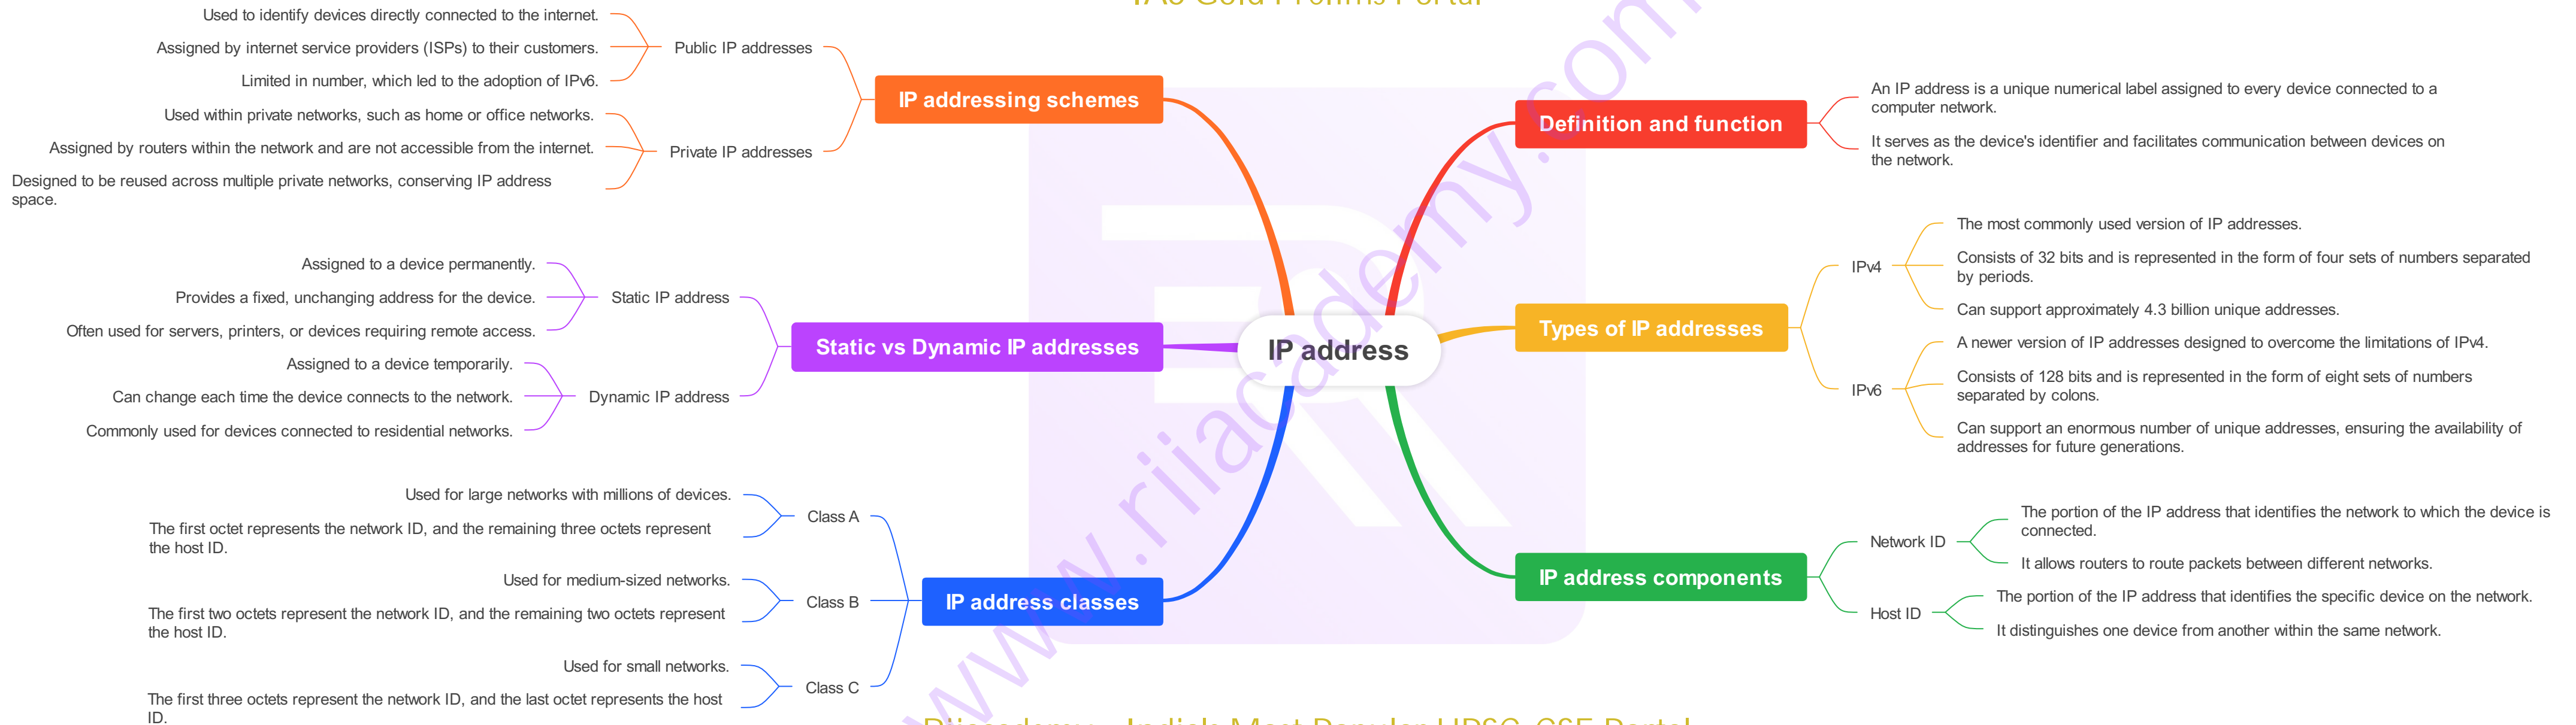 IAS Gold Prelims Portal
Used to identify devices directly connected to the internet.
Assigned by internet service providers (ISPs) to their customers.
Limited in number, which led to the adoption of IPv6.
Public IP addresses
Used within private networks, such as home or office networks.
Assigned by routers within the network and are not accessible from the internet.
Designed to be reused across multiple private networks, conserving IP address
space.
Private IP addresses
IP addressing schemes
Assigned to a device permanently.
Provides a fixed, unchanging address for the device.
Often used for servers, printers, or devices requiring remote access.
Static IP address
Assigned to a device temporarily.
Can change each time the device connects to the network.
Commonly used for devices connected to residential networks.
Dynamic IP address
Static vs Dynamic IP addresses
Used for large networks with millions of devices.
The first octet represents the network ID, and the remaining three octets represent
the host ID.
Class A
Used for medium-sized networks.
The first two octets represent the network ID, and the remaining two octets represent
the host ID.
Class B
Used for small networks.
The first three octets represent the network ID, and the last octet represents the host
ID.
Class C
IP address classes
IP address
Definition and function
An IP address is a unique numerical label assigned to every device connected to a
computer network.
It serves as the device's identifier and facilitates communication between devices on
the network.
Types of IP addresses
IPv4
The most commonly used version of IP addresses.
Consists of 32 bits and is represented in the form of four sets of numbers separated
by periods.
Can support approximately 4.3 billion unique addresses.
IPv6
A newer version of IP addresses designed to overcome the limitations of IPv4.
Consists of 128 bits and is represented in the form of eight sets of numbers
separated by colons.
Can support an enormous number of unique addresses, ensuring the availability of
addresses for future generations.
IP address components
Network ID
The portion of the IP address that identifies the network to which the device is
connected.
It allows routers to route packets between different networks.
Host ID
The portion of the IP address that identifies the specific device on the network.
It distinguishes one device from another within the same network.
www.riiacademy.com
India's Most Popular UPSC CSE Portal